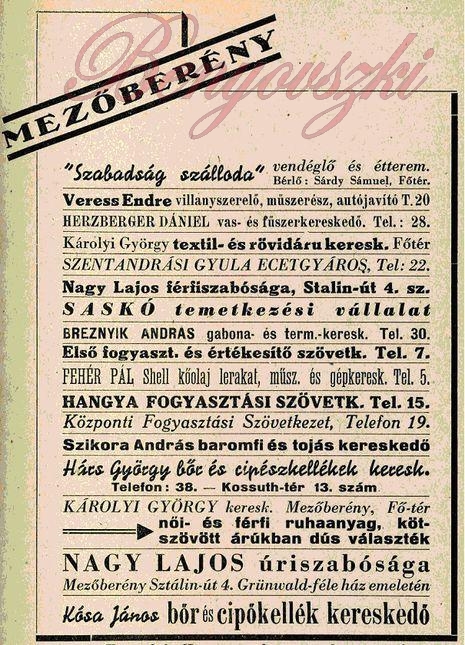 Bényovszki
MEZŐBERÉNY
"Szabadság szálloda" vendéglő és étterem.
Bérlő: Sárdy Sámuel, Főtér.
Veress Endre villanyszerelő, műszerész, autójavító T.20
HERZBERGER DÁNIEL vas- és fűszerkereskedő. Tel.: 28.
Károlyi György textil- és rövidáru keresk. Főtér
SZENTANDRÁSI GYULA ECETGYÁROS, Tel: 22.
Nagy Lajos férfiszabósága, Stalin-út 4. sz.
SASKÓ temetkezési vállalat
BREZNYIK ANDRAS gabona- és term.-keresk. Tel. 30.
Első fogyaszt. és értékesítő szövetk. Tel. 7.
FEHÉR PÁL Shell kőolaj lerakat, műsz. és gépkeresk. Tel. 5.
HANGYA FOGYASZTÁSI SZÖVETK. Tel. 15.
Központi Fogyasztási Szövetkezet, Telefon 19.
Szikora András baromfi és tojás kereskedő
Hárs György bőr és cipészkellékek keresk.
Telefon: 38. — Kossuth-tér 13. szám
KÁROLYI GYÖRGY keresk. Mezőberény, Fő-tér
női- és férfi ruhaanyag, köt-
szövött árúkban dús választék
NAGY LAJOS úriszabósága
Mezőberény Sztálin-út 4. Grünwald-féle ház emeletén
Kósa János bőr és cipőkellék kereskedő